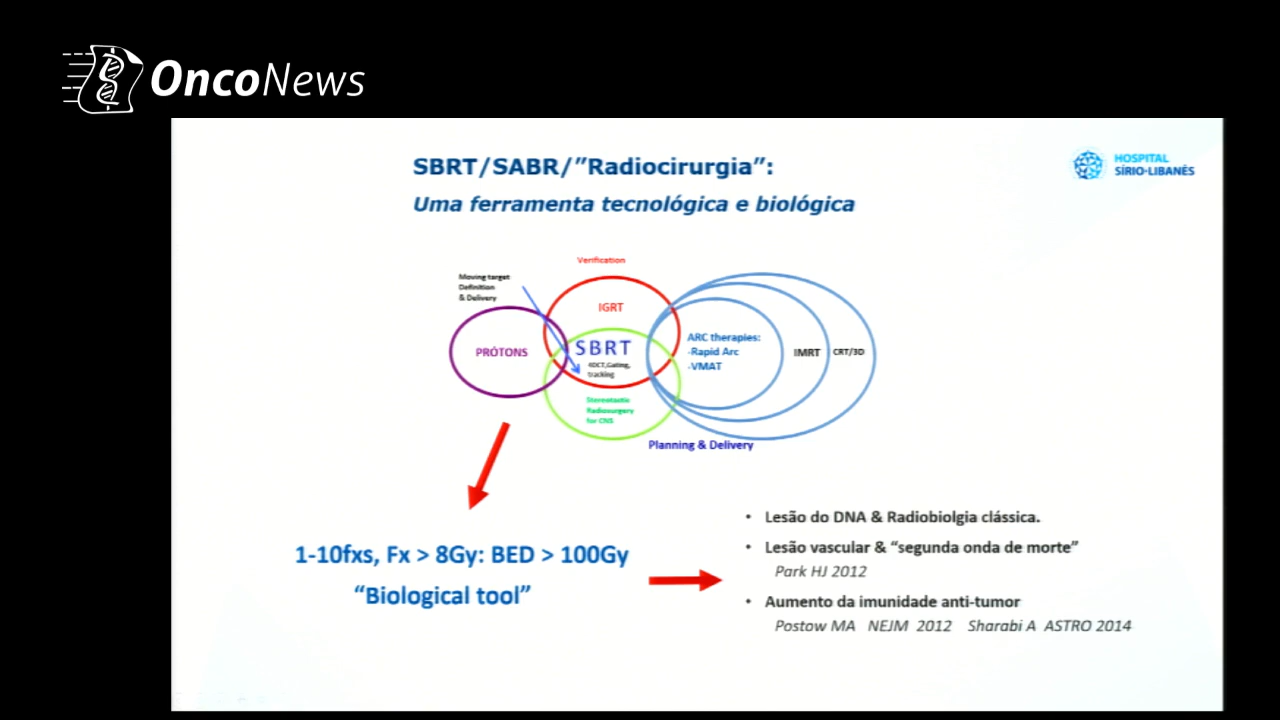 OncoNews
SBRT/SABR/”Radiocirurgia”:
Uma ferramenta tecnológica e biológica
HOSPITAL
SÍRIO-LIBANÊS
Verification
Moving target
Definition
& Delivery
IGRT
PRÓTONS
SBRT
4DCT,Gating,
tracking
ARC therapies:
-Rapid Arc
-VMAT
IMRT
CRT/3D
Stereotactic
Radiosurgery
for CNS
Planning & Delivery
1-10fxs, Fx > 8Gy: BED > 100Gy
“Biological tool”
• Lesão do DNA & Radiobiolgia clássica.
• Lesão vascular & “segunda onda de morte”
Park HJ 2012
• Aumento da imunidade anti-tumor
Postow MA NEJM 2012 Sharabi A ASTRO 2014